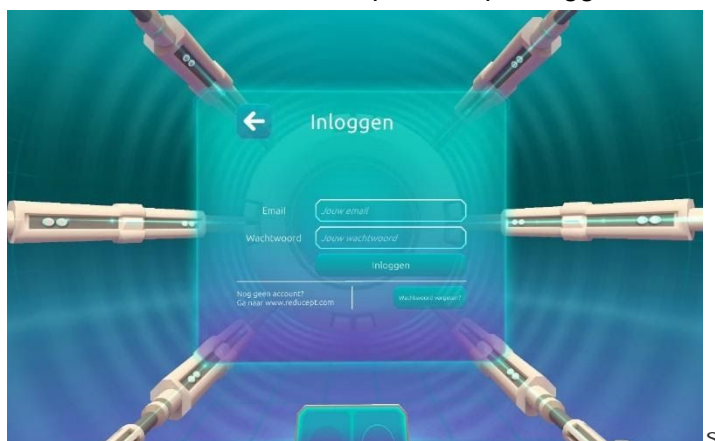 Inloggen
Email
Jouw email
Wachtwoord
Jouw wachtwoord
Inloggen
Nog geen account?
Ga naar www.reducept.com
Wachtwoord vergeten?